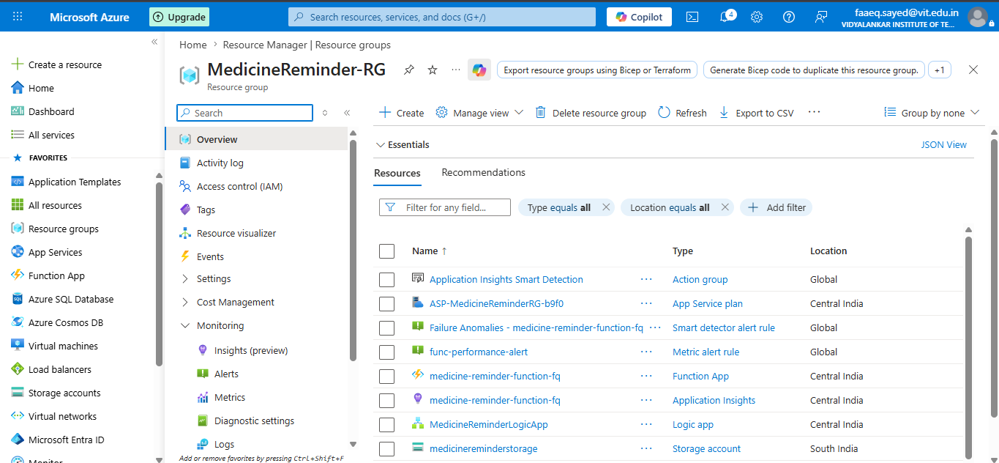 Microsoft Azure
Upgrade
Search resources, services, and docs (G+/)
Copilot
4
faaeq.sayed@vit.edu.in
VIDYALANKAR INSTITUTE OF TE...
Create a resource
Home
Dashboard
All services
FAVORITES
Application Templates
All resources
Resource groups
App Services
Function App
Azure SQL Database
Azure Cosmos DB
Virtual machines
Load balancers
Storage accounts
Virtual networks
Microsoft Entra ID
Monitor
Home > Resource Manager | Resource groups
MedicineReminder-RG
Resource group
Export resource groups using Bicep or Terraform
Generate Bicep code to duplicate this resource group.
+1
Search
Overview
Activity log
Access control (IAM)
Tags
Resource visualizer
Events
Settings
Cost Management
Monitoring
Insights (preview)
Alerts
Metrics
Diagnostic settings
Logs
Add or remove favorites by pressing Ctrl+Shift+F
Create
Manage view
Delete resource group
Refresh
Export to CSV
Group by none
Essentials
JSON View
Resources
Recommendations
Filter for any field...
Type equals all
Location equals all
Add filter
Name ↑ Type Location
Application Insights Smart Detection ... Action group Global
ASP-MedicineReminderRG-b9f0 ... App Service plan Central India
Failure Anomalies - medicine-reminder-function-fq ... Smart detector alert rule Global
func-performance-alert ... Metric alert rule Global
medicine-reminder-function-fq ... Function App Central India
medicine-reminder-function-fq ... Application Insights Central India
MedicineReminderLogicApp ... Logic app Central India
medicinereminderstorage ... Storage account South India